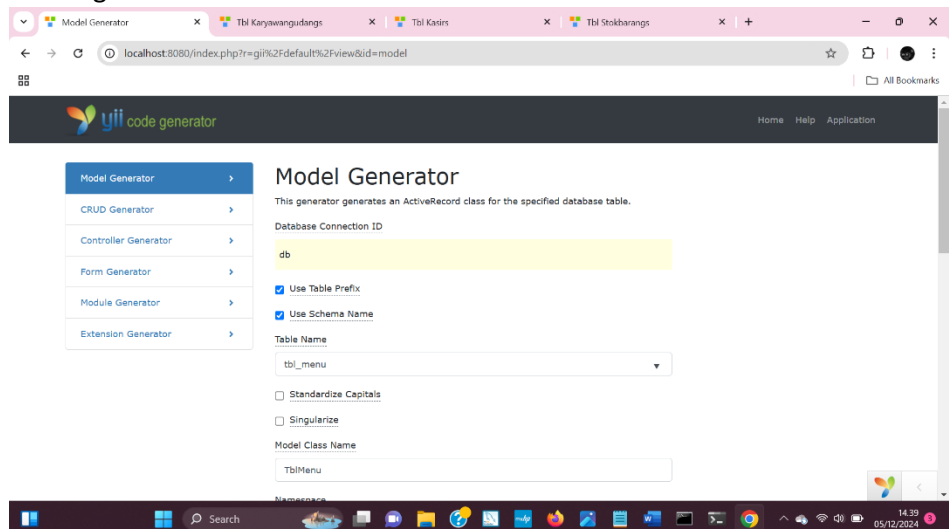 Model Generator
Tbl Karyawangudangs
Tbl Kasirs
Tbl Stokbarangs
localhost:8080/index.php?r=gii%2Fdefault%2Fview&id=model
All Bookmarks
yii code generator
Home Help Application
Model Generator
CRUD Generator
Controller Generator
Form Generator
Module Generator
Extension Generator
Model Generator
This generator generates an ActiveRecord class for the specified database table.
Database Connection ID
db
Use Table Prefix
Use Schema Name
Table Name
tbl_menu
Standardize Capitals
Singularize
Model Class Name
TblMenu
Namespace
Search
14.39
05/12/2024
3